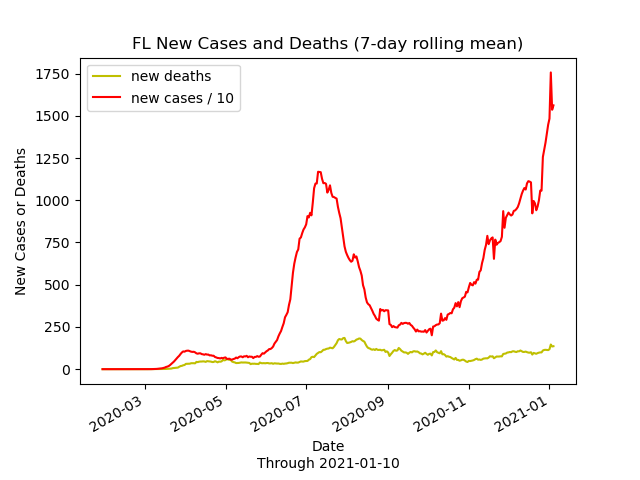 FL New Cases and Deaths (7-day rolling mean)
new deaths
new cases / 10
New Cases or Deaths
1750
1500
1250
1000
750
500
250
0
2020-03
2020-05
2020-07
2020-09
2020-11
2021-01
Date
Through 2021-01-10